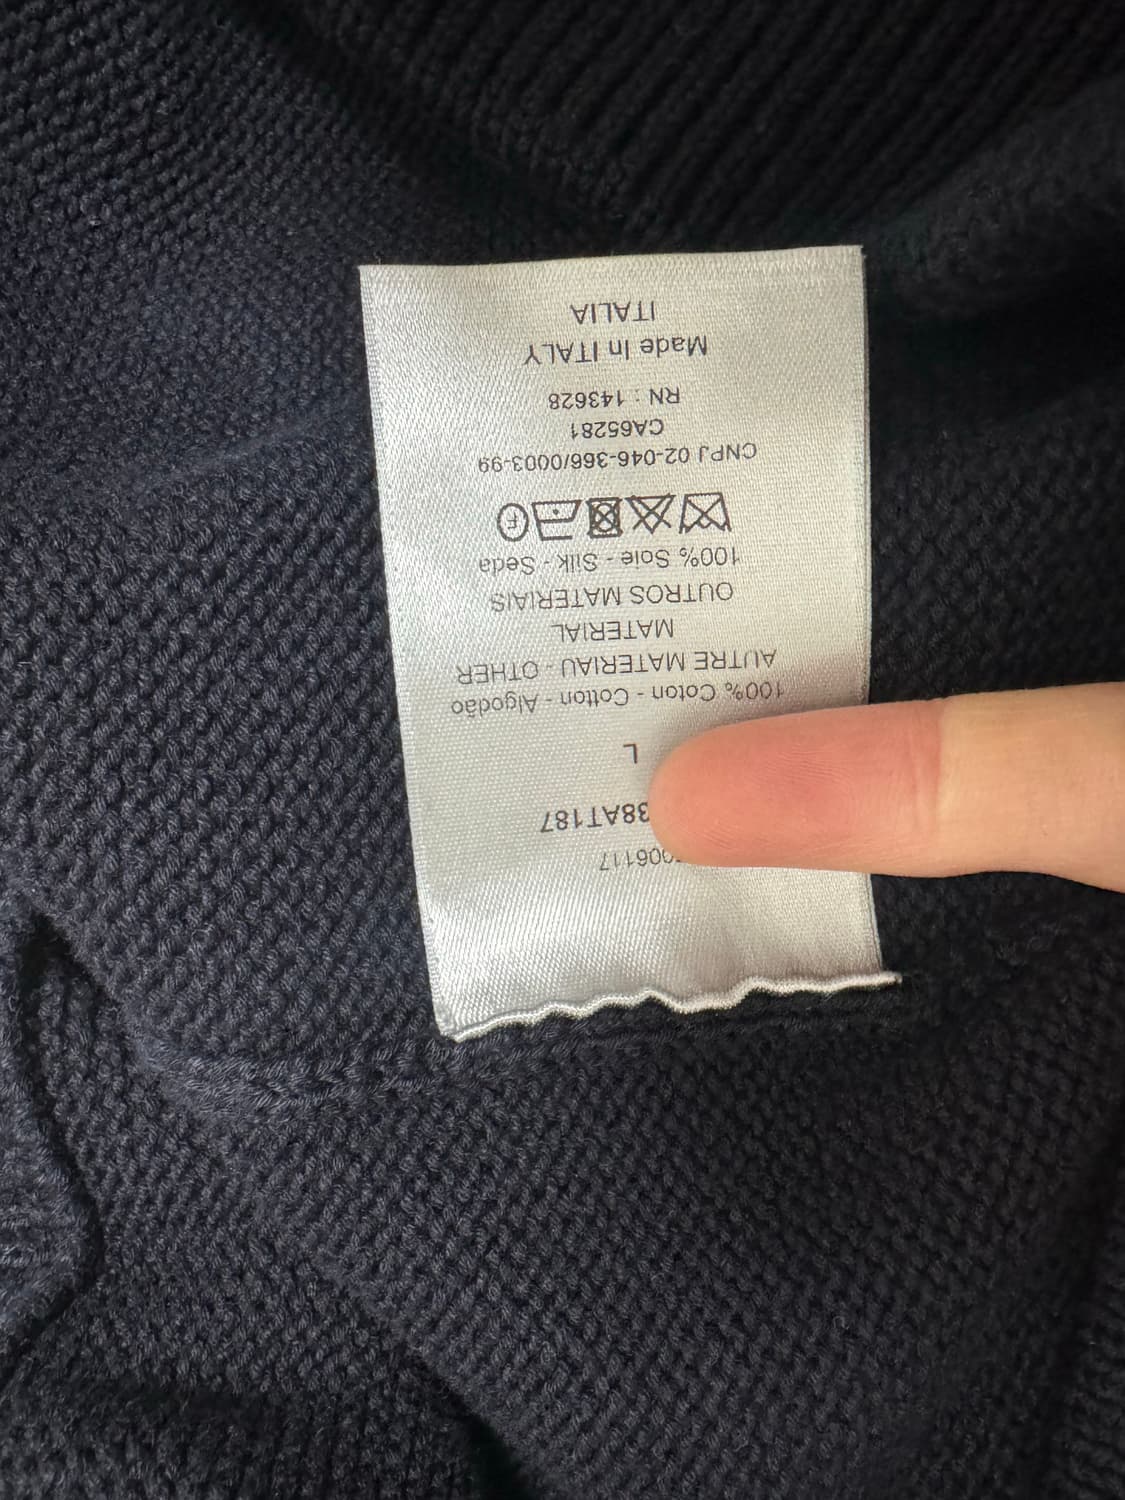 006117
38AT187
L
100% Coton - Cotton - Algodão
AUTRE MATERIAU - OTHER
MATERIAL
OUTROS MATERIAIS
100% Soie - Silk - Seda
CNPJ 02-046-366/0003-99
CA65281
RN : 143628
Made In ITALY
ITALIA